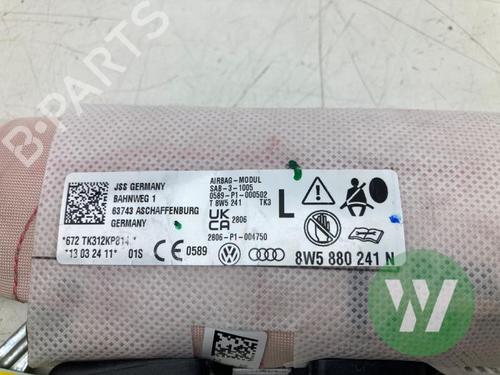 B-PARTS
JSS GERMANY
BAHNWEG 1
63743 ASCHAFFENBURG
GERMANY
AIRBAG-MODUL
SAB-3-1005
0589-P1-000502
T 8W5 241 TK3
UK CA 2806
2806-P1-004750
L
*672 TK312KP814 *
*13 03 24 11* 01S
CE 0589
8W5 880 241 N
W